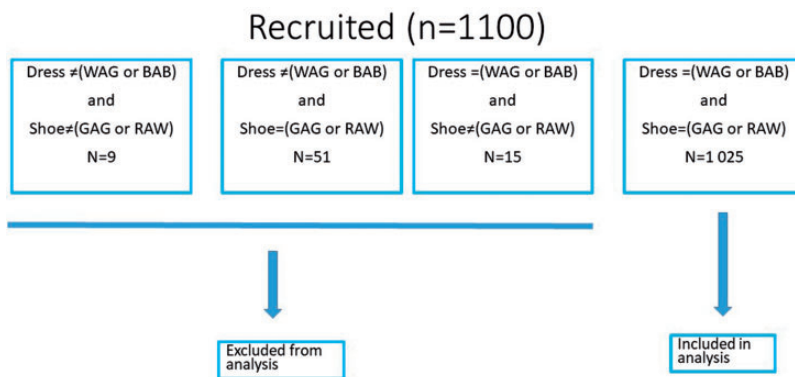 Recruited (n=1100)
Dress ≠(WAG or BAB)
and
Shoe≠(GAG or RAW)
N=9
Dress ≠(WAG or BAB)
and
Shoe=(GAG or RAW)
N=51
Dress =(WAG or BAB)
and
Shoe≠(GAG or RAW)
N=15
Dress =(WAG or BAB)
and
Shoe=(GAG or RAW)
N=1 025
Excluded from
analysis
Included in
analysis